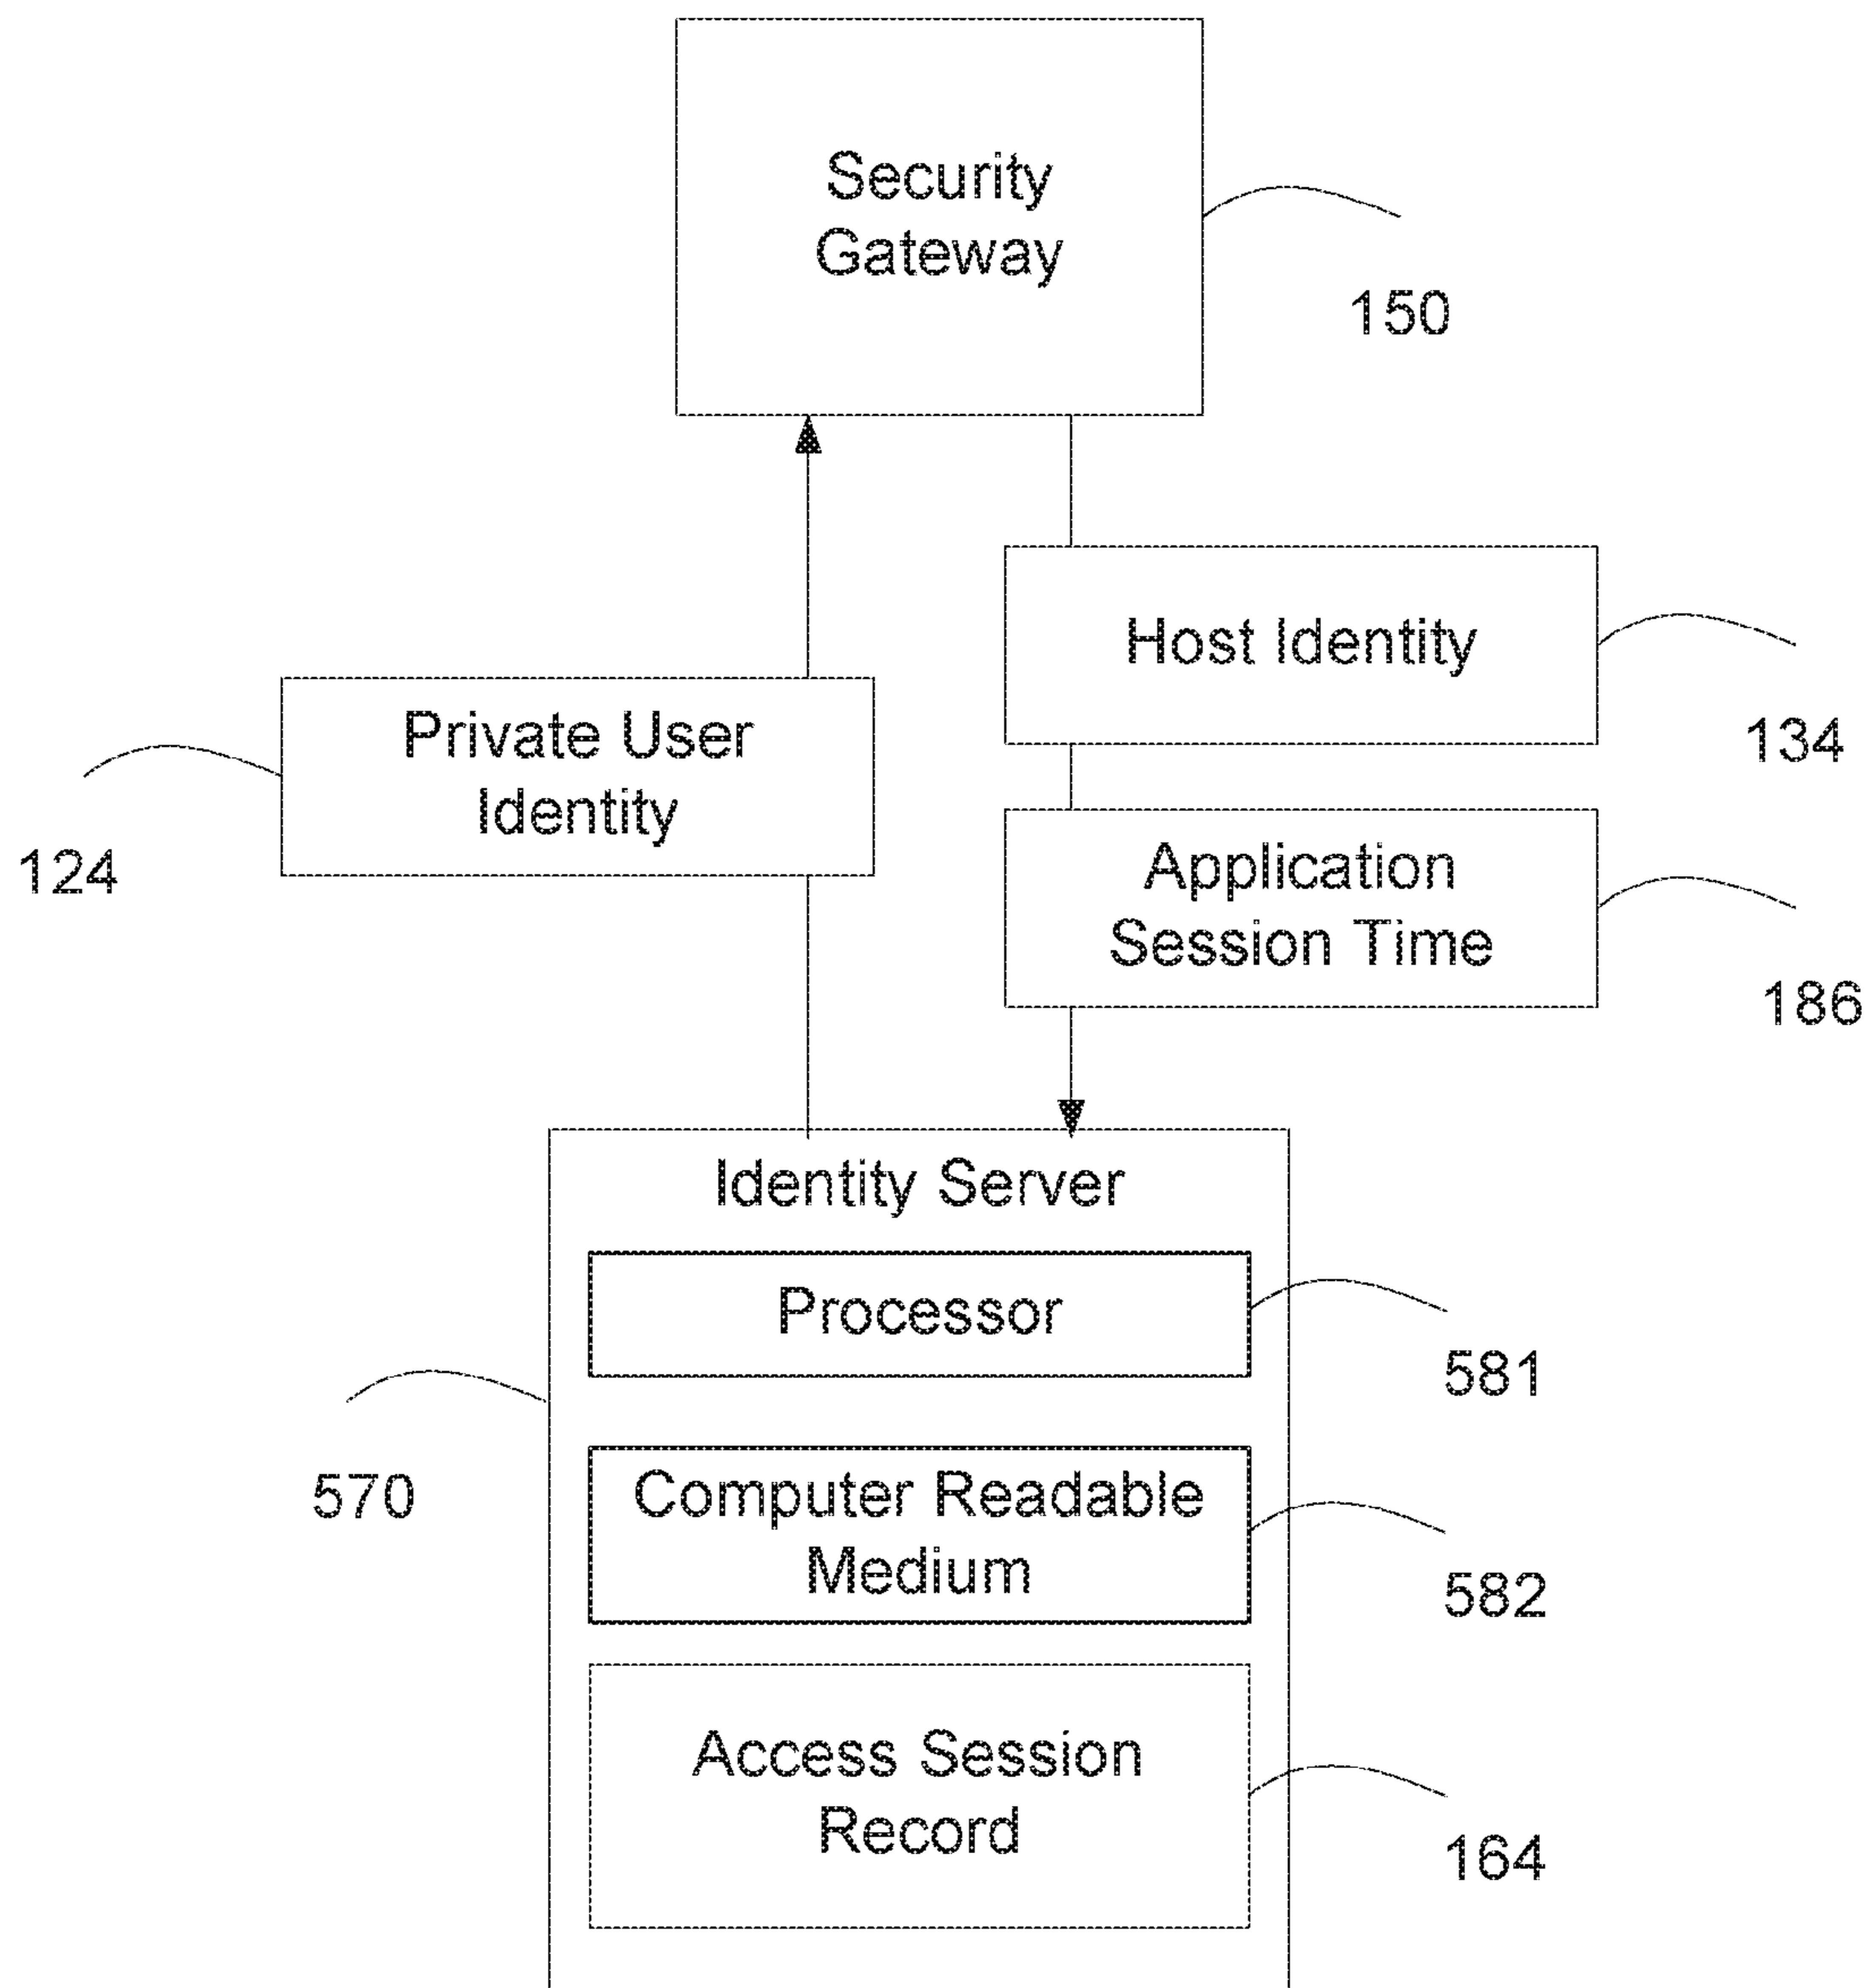 Security
Gateway
150
Host Identity
134
Private User
Identity
124
Application
Session Time
186
Identity Server
Processor
581
570
Computer Readable
Medium
582
Access Session
Record
164